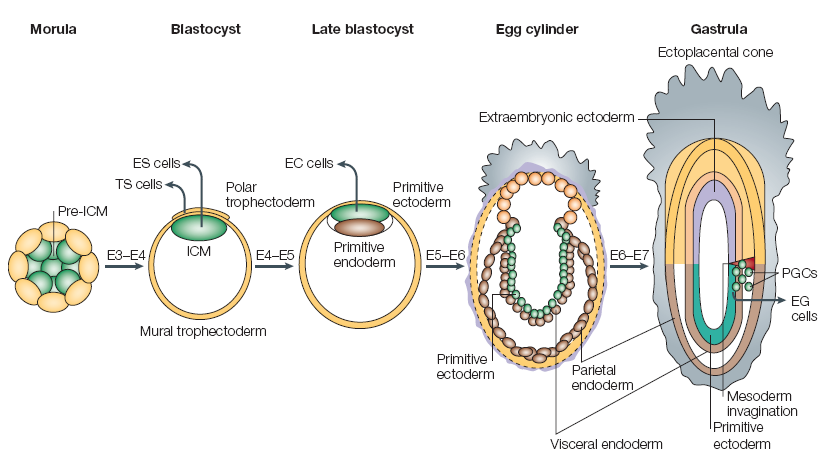 Morula
Blastocyst
Late blastocyst
Egg cylinder
Gastrula
Ectoplacental cone
Extraembryonic ectoderm
ES cells
TS cells
EC cells
Polar
trophectoderm
Primitive
ectoderm
Pre-ICM
E3–E4
ICM
E4–E5
Primitive
endoderm
E5–E6
E6–E7
PGCs
EG
cells
Mural trophectoderm
Primitive
ectoderm
Parietal
endoderm
Mesoderm
invagination
Primitive
ectoderm
Visceral endoderm